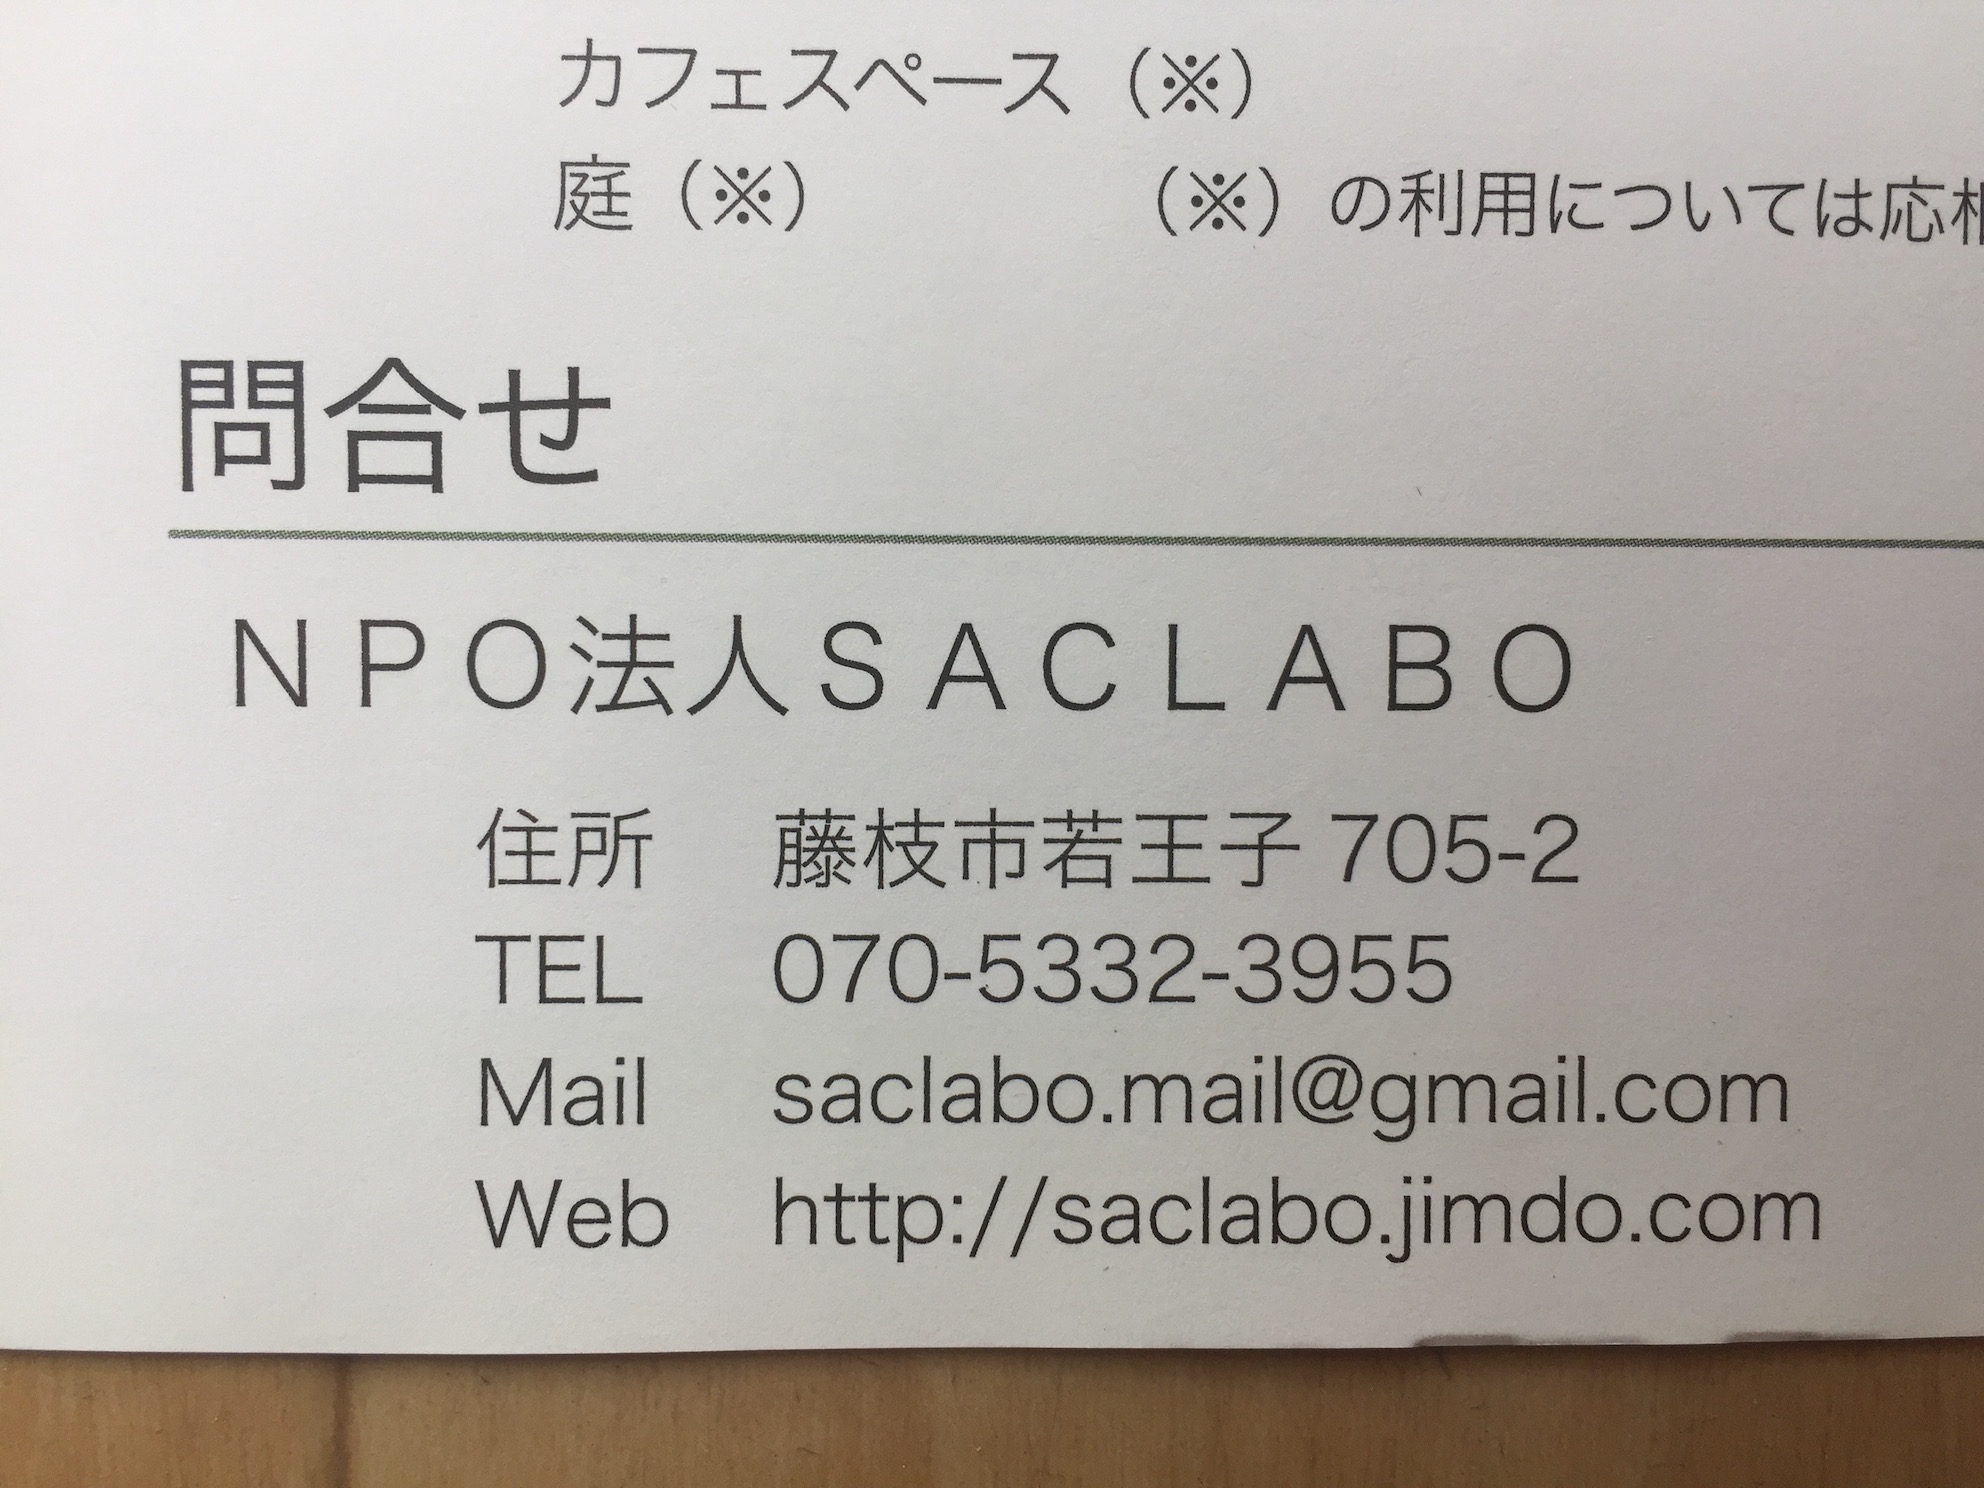 カフェスペース（※）
庭（※）　（※）の利用については応相
問合せ
ＮＰＯ法人ＳＡＣＬＡＢＯ
住所　藤枝市若王子 705-2
TEL　070-5332-3955
Mail　saclabo.mail@gmail.com
Web　http://saclabo.jimdo.com